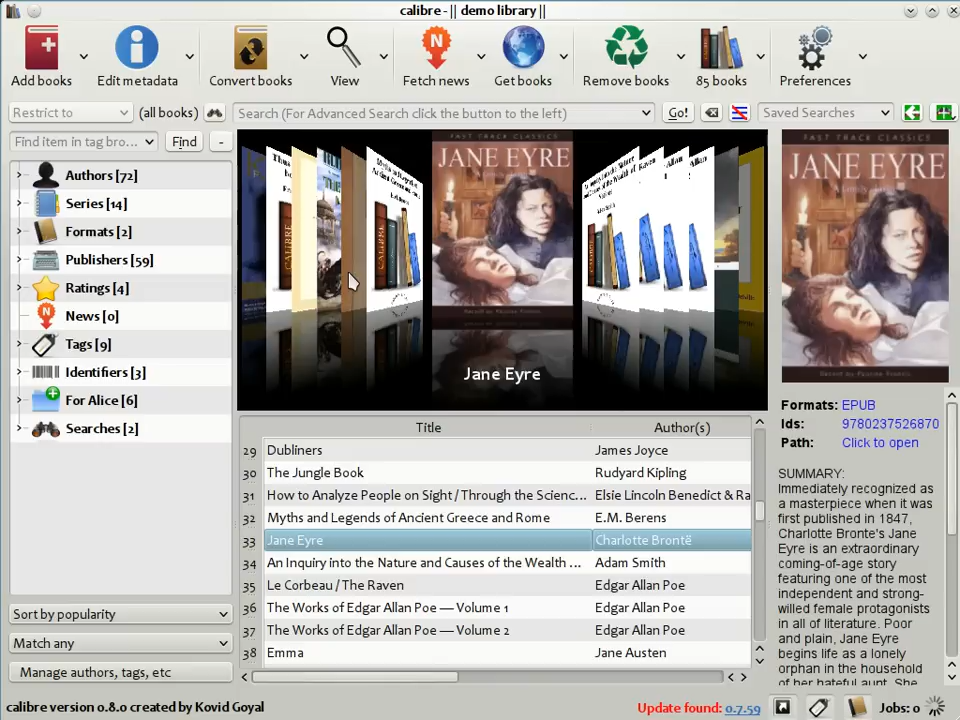 calibre - || demo library ||
Add books
Edit metadata
Convert books
View
Fetch news
Get books
Remove books
85 books
Preferences
Restrict to
(all books)
Search (For Advanced Search click the button to the left)
Go!
Saved Searches
Find item in tag bro...
Find
-
Authors [72]
Series [14]
Formats [2]
Publishers [59]
Ratings [4]
News [0]
Tags [9]
Identifiers [3]
For Alice [6]
Searches [2]
Sort by popularity
Match any
Manage authors, tags, etc
FAST TRACK CLASSICS
JANE EYRE
Jane Eyre
Title
Author(s)
29 Dubliners James Joyce
30 The Jungle Book Rudyard Kipling
31 How to Analyze People on Sight / Through the Scienc... Elsie Lincoln Benedict & Ra
32 Myths and Legends of Ancient Greece and Rome E.M. Berens
33 Jane Eyre Charlotte Brontë
34 An Inquiry into the Nature and Causes of the Wealth ... Adam Smith
35 Le Corbeau / The Raven Edgar Allan Poe
36 The Works of Edgar Allan Poe — Volume 1 Edgar Allan Poe
37 The Works of Edgar Allan Poe — Volume 2 Edgar Allan Poe
38 Emma Jane Austen
FAST TRACK CLASSICS
JANE EYRE
Formats: EPUB
Ids: 9780237526870
Path: Click to open
SUMMARY:
Immediately recognized as
a masterpiece when it was
first published in 1847,
Charlotte Bronte's Jane
Eyre is an extraordinary
coming-of-age story
featuring one of the most
independent and strong-
willed female protagonists
in all of literature. Poor
and plain, Jane Eyre
begins life as a lonely
orphan in the household
of her hateful aunt. She
calibre version 0.8.0 created by Kovid Goyal
Update found: 0.7.59
Jobs: 0